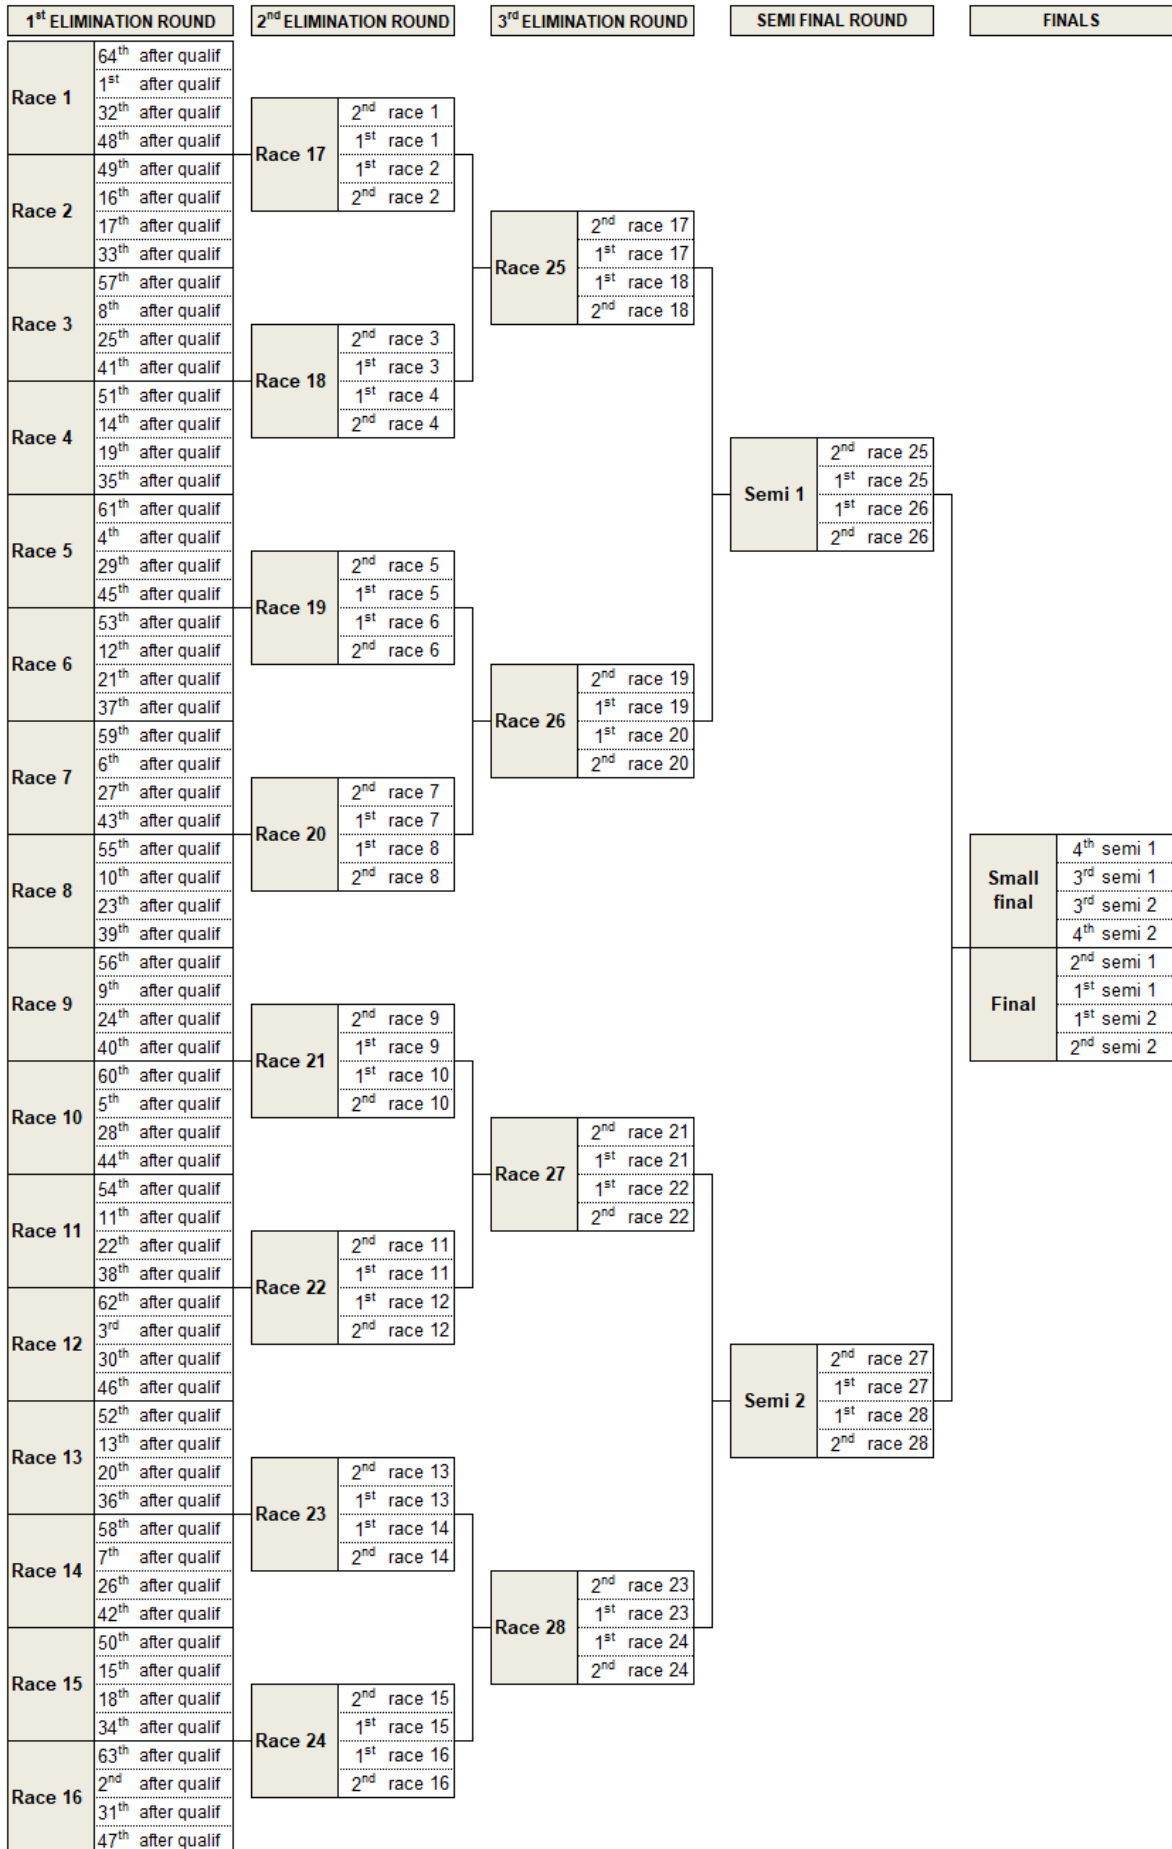 1st ELIMINATION ROUND
2nd ELIMINATION ROUND
3rd ELIMINATION ROUND
SEMI FINAL ROUND
FINALS
Race 1
64th after qualif
1st after qualif
32th after qualif
48th after qualif
Race 2
49th after qualif
16th after qualif
17th after qualif
33th after qualif
Race 3
57th after qualif
8th after qualif
25th after qualif
41th after qualif
Race 4
51th after qualif
14th after qualif
19th after qualif
35th after qualif
Race 5
61th after qualif
4th after qualif
29th after qualif
45th after qualif
Race 6
53th after qualif
12th after qualif
21th after qualif
37th after qualif
Race 7
59th after qualif
6th after qualif
27th after qualif
43th after qualif
Race 8
55th after qualif
10th after qualif
23th after qualif
39th after qualif
Race 9
56th after qualif
9th after qualif
24th after qualif
40th after qualif
Race 10
60th after qualif
5th after qualif
28th after qualif
44th after qualif
Race 11
54th after qualif
11th after qualif
22th after qualif
38th after qualif
Race 12
62th after qualif
3rd after qualif
30th after qualif
46th after qualif
Race 13
52th after qualif
13th after qualif
20th after qualif
36th after qualif
Race 14
58th after qualif
7th after qualif
26th after qualif
42th after qualif
Race 15
50th after qualif
15th after qualif
18th after qualif
34th after qualif
Race 16
63th after qualif
2nd after qualif
31th after qualif
47th after qualif
Race 17
2nd race 1
1st race 1
1st race 2
2nd race 2
Race 18
2nd race 3
1st race 3
1st race 4
2nd race 4
Race 19
2nd race 5
1st race 5
1st race 6
2nd race 6
Race 20
2nd race 7
1st race 7
1st race 8
2nd race 8
Race 21
2nd race 9
1st race 9
1st race 10
2nd race 10
Race 22
2nd race 11
1st race 11
1st race 12
2nd race 12
Race 23
2nd race 13
1st race 13
1st race 14
2nd race 14
Race 24
2nd race 15
1st race 15
1st race 16
2nd race 16
Race 25
2nd race 17
1st race 17
1st race 18
2nd race 18
Race 26
2nd race 19
1st race 19
1st race 20
2nd race 20
Race 27
2nd race 21
1st race 21
1st race 22
2nd race 22
Race 28
2nd race 23
1st race 23
1st race 24
2nd race 24
Semi 1
2nd race 25
1st race 25
1st race 26
2nd race 26
Semi 2
2nd race 27
1st race 27
1st race 28
2nd race 28
Small
final
4th semi 1
3rd semi 1
3rd semi 2
4th semi 2
Final
2nd semi 1
1st semi 1
1st semi 2
2nd semi 2